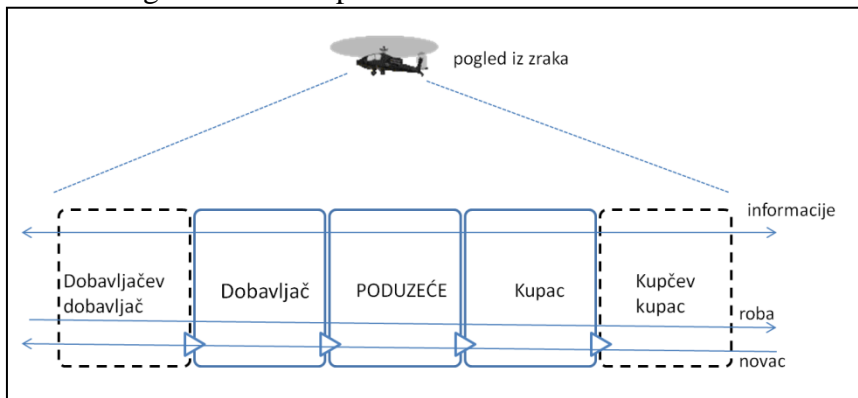 pogled iz zraka
informacije
Dobavljačev
dobavljač
Dobavljač
PODUZEĆE
Kupac
Kupčev
kupac
roba
novac